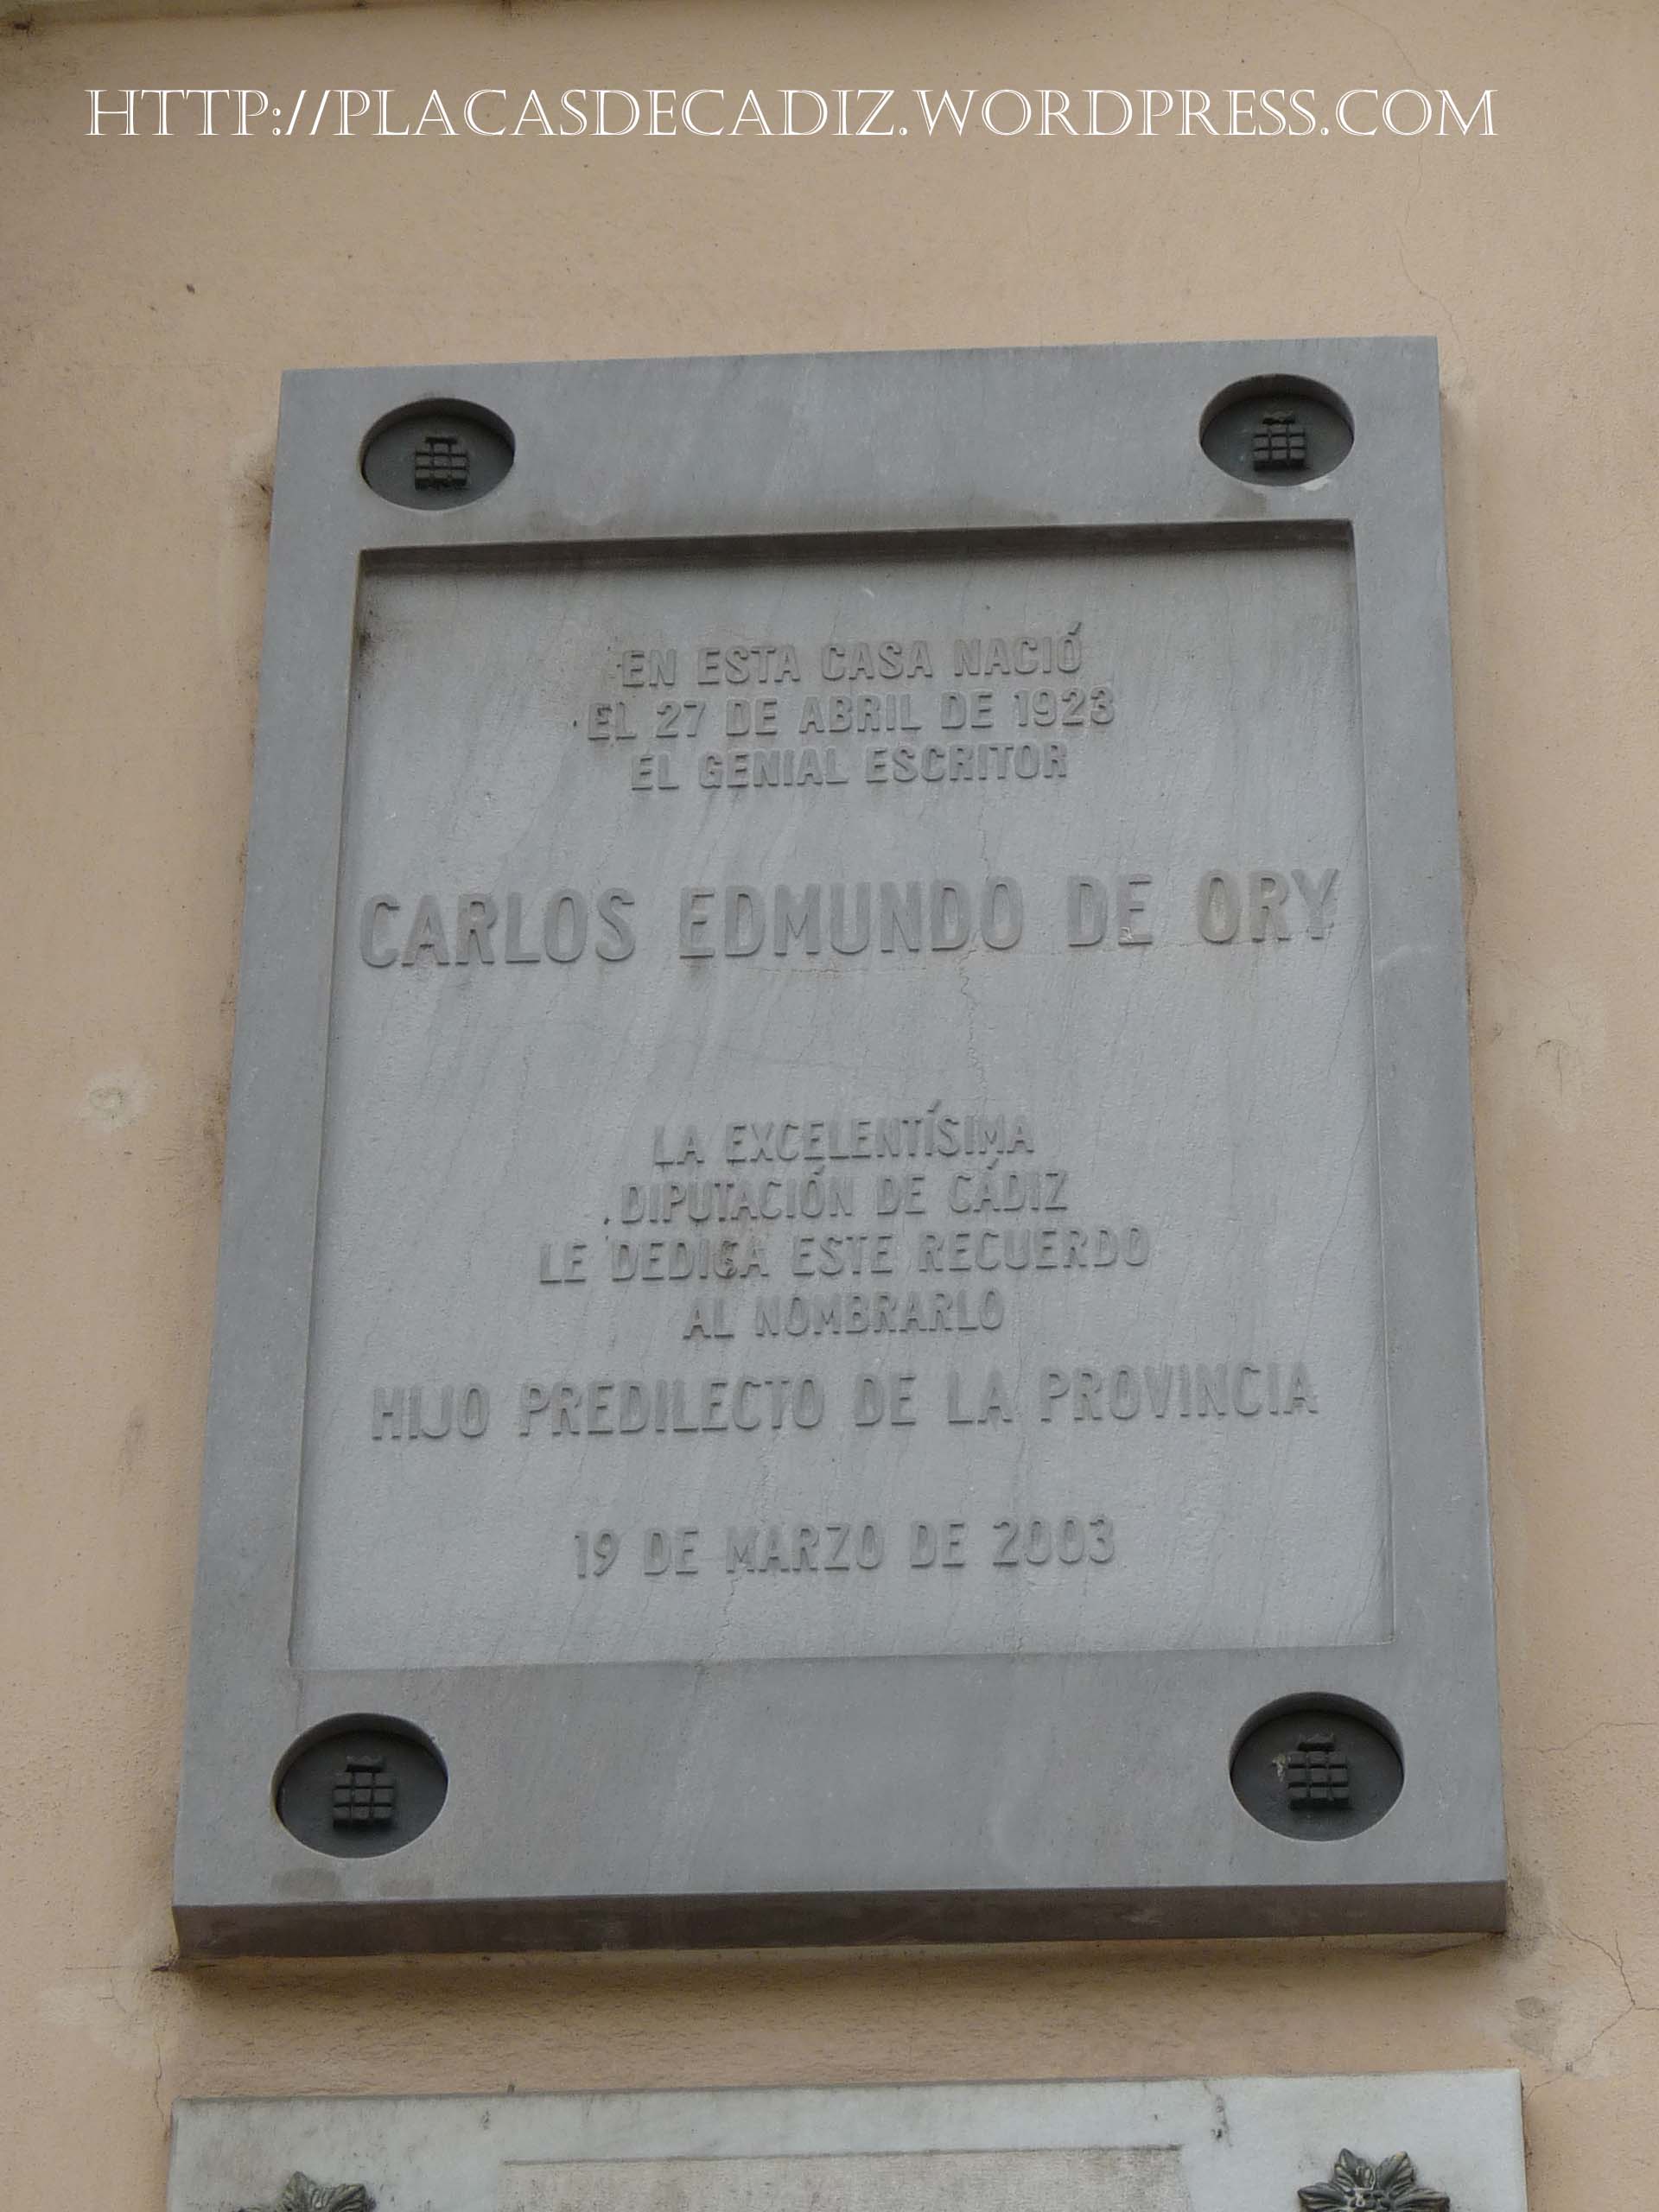 HTTP://PLACASDECADIZ.WORDPRESS.COM
EN ESTA CASA NACIÓ
EL 27 DE ABRIL DE 1923
EL GENIAL ESCRITOR
CARLOS EDMUNDO DE ORY
LA EXCELENTÍSIMA
DIPUTACIÓN DE CÁDIZ
LE DEDICA ESTE RECUERDO
AL NOMBRARLO
HIJO PREDILECTO DE LA PROVINCIA
19 DE MARZO DE 2003